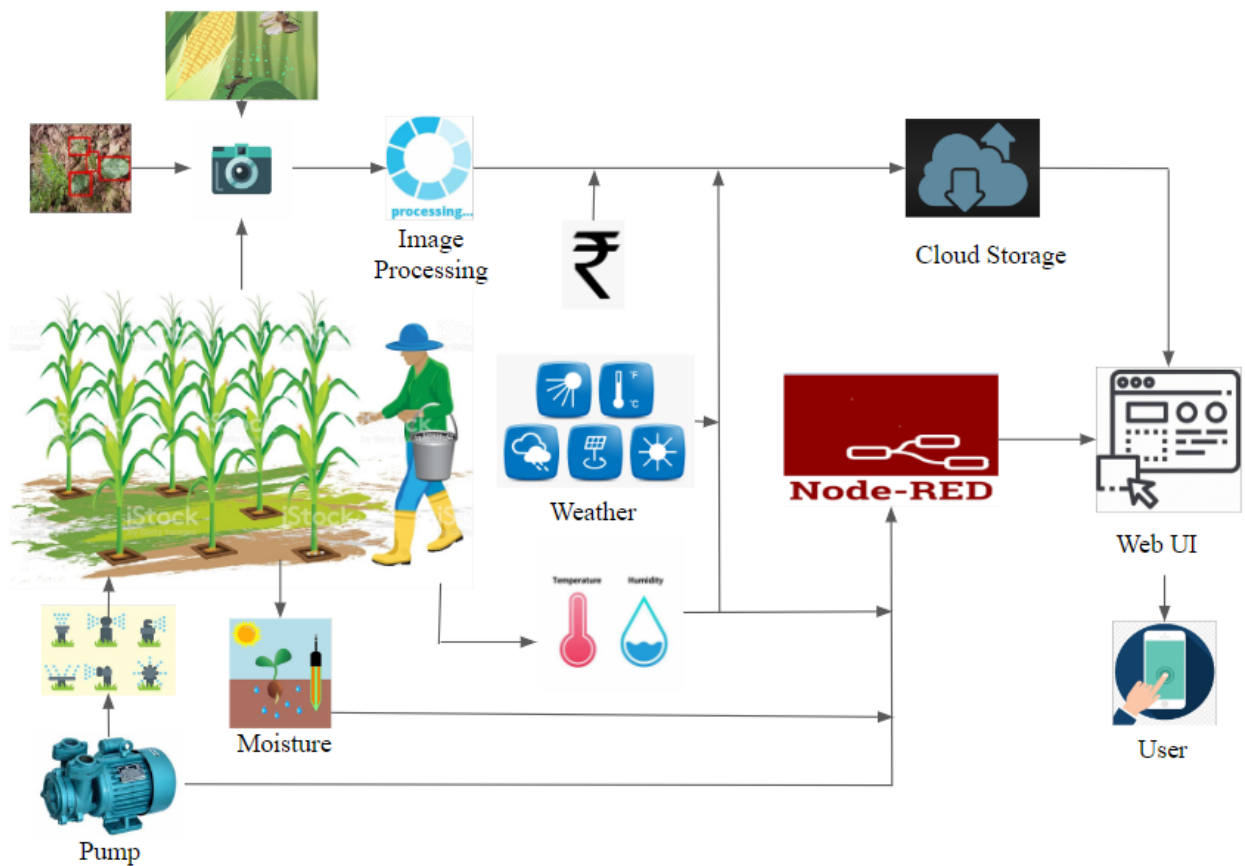 processing...
Image
Processing
₹
Cloud Storage
iStock
iStock
iStock
°F
°C
Weather
Node-RED
Web UI
Temperature
Humidity
Moisture
User
Pump